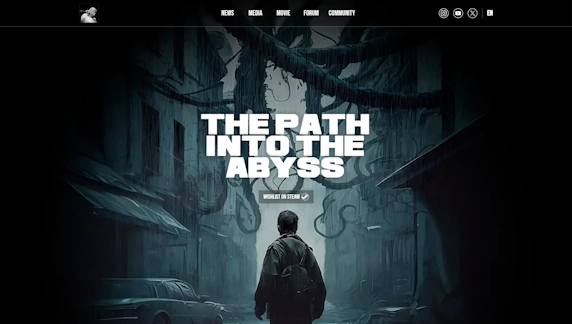 NEWS MEDIA MOVIE FORUM COMMUNITY EN
THE PATH
INTO THE
ABYSS
WISHLIST ON STEAM